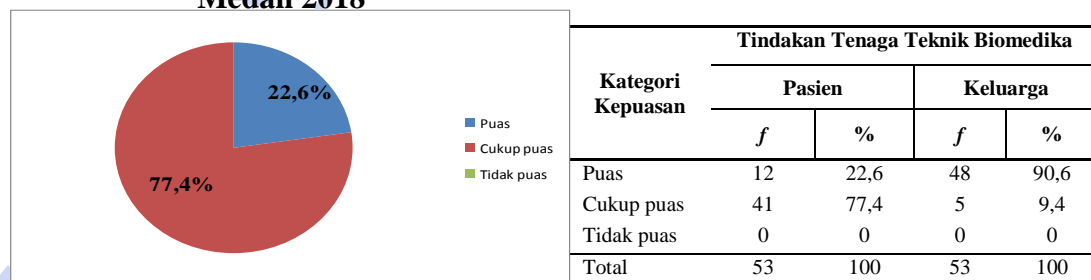 Medan 2018
22,6%
77,4%
Puas
Cukup puas
Tidak puas
Tindakan Tenaga Teknik Biomedika
Kategori Kepuasan
Pasien
Keluarga
f % f %
Puas 12 22,6 48 90,6
Cukup puas 41 77,4 5 9,4
Tidak puas 0 0 0 0
Total 53 100 53 100